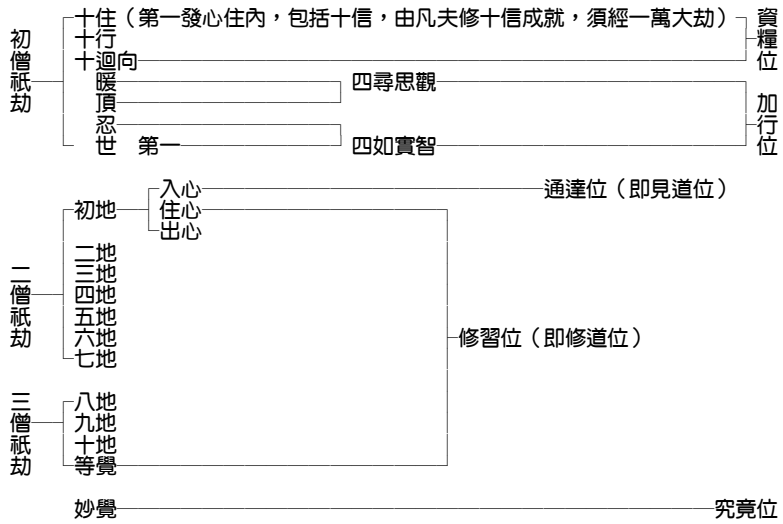 初僧祇劫
十住（第一發心住內，包括十信，由凡夫修十信成就，須經一萬大劫）
十行
十迴向
資糧位
暖
頂
四尋思觀
忍
世 第一
四如實智
加行位
二僧祇劫
初地
入心
住心
出心
通達位（即見道位）
二地
三地
四地
五地
六地
七地
修習位（即修道位）
三僧祇劫
八地
九地
十地
等覺
妙覺
究竟位